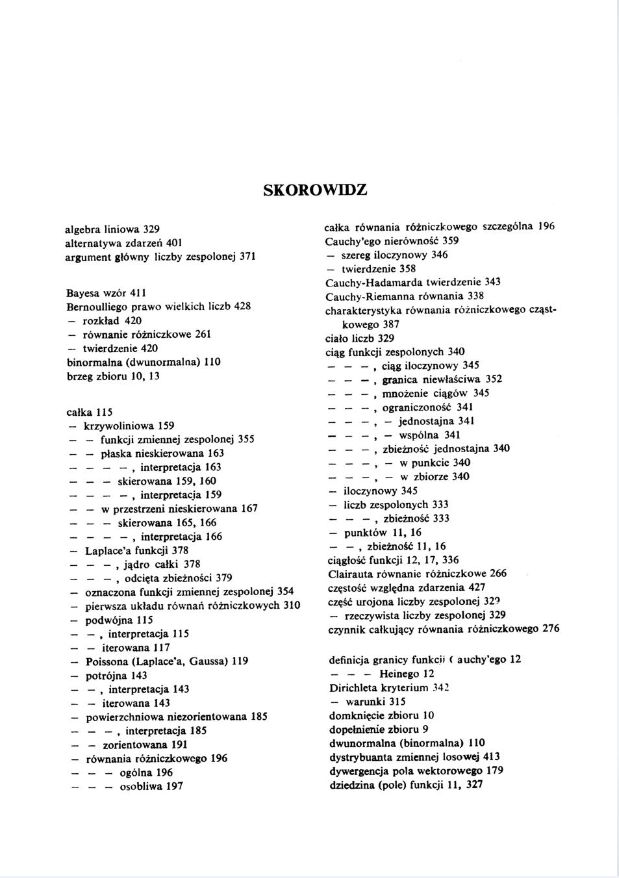 SKOROWIDZ
algebra liniowa 329
alternatywa zdarzeń 401
argument główny liczby zespolonej 371
Bayesa wzór 411
Bernoulliego prawo wielkich liczb 428
— rozkład 420
— równanie różniczkowe 261
— twierdzenie 420
binormalna (dwunormalna) 110
brzeg zbioru 10, 13
całka 115
— krzywoliniowa 159
— — funkcji zmiennej zespolonej 355
— — płaska nieskierowana 163
— — — —, interpretacja 163
— — — skierowana 159, 160
— — — —, interpretacja 159
— — w przestrzeni nieskierowana 167
— — — skierowana 165, 166
— — — —, interpretacja 166
— Laplace'a funkcji 378
— — —, jądro całki 378
— — —, odcięta zbieżności 379
— oznaczona funkcji zmiennej zespolonej 354
— pierwsza układu równań różniczkowych 310
— podwójna 115
— —, interpretacja 115
— — iterowana 117
— Poissona (Laplace'a, Gaussa) 119
— potrójna 143
— —, interpretacja 143
— — iterowana 143
— powierzchniowa niezorientowana 185
— — —, interpretacja 185
— — zorientowana 191
— równania różniczkowego 196
— — — ogólna 196
— — — osobliwa 197
całka równania różniczkowego szczególna 196
Cauchy'ego nierówność 359
— szereg iloczynowy 346
— twierdzenie 358
Cauchy-Hadamarda twierdzenie 343
Cauchy-Riemanna równania 338
charakterystyka równania różniczkowego cząst-
kowego 387
ciało liczb 329
ciąg funkcji zespolonych 340
— — —, ciąg iloczynowy 345
— — —, granica niewłaściwa 352
— — —, mnożenie ciągów 345
— — —, ograniczoność 341
— — —, — jednostajna 341
— — —, — wspólna 341
— — —, zbieżność jednostajna 340
— — —, — w punkcie 340
— — —, — w zbiorze 340
— iloczynowy 345
— liczb zespolonych 333
— — —, zbieżność 333
— punktów 11, 16
— —, zbieżność 11, 16
ciągłość funkcji 12, 17, 336
Clairauta równanie różniczkowe 266
częstość względna zdarzenia 427
część urojona liczby zespolonej 329
— rzeczywista liczby zespolonej 329
czynnik całkujący równania różniczkowego 276
definicja granicy funkcji Cauchy'ego 12
— — — Heinego 12
Dirichleta kryterium 342
— warunki 315
domknięcie zbioru 10
dopełnienie zbioru 9
dwunormalna (binormalna) 110
dystrybuanta zmiennej losowej 413
dywergencja pola wektorowego 179
dziedzina (pole) funkcji 11, 327